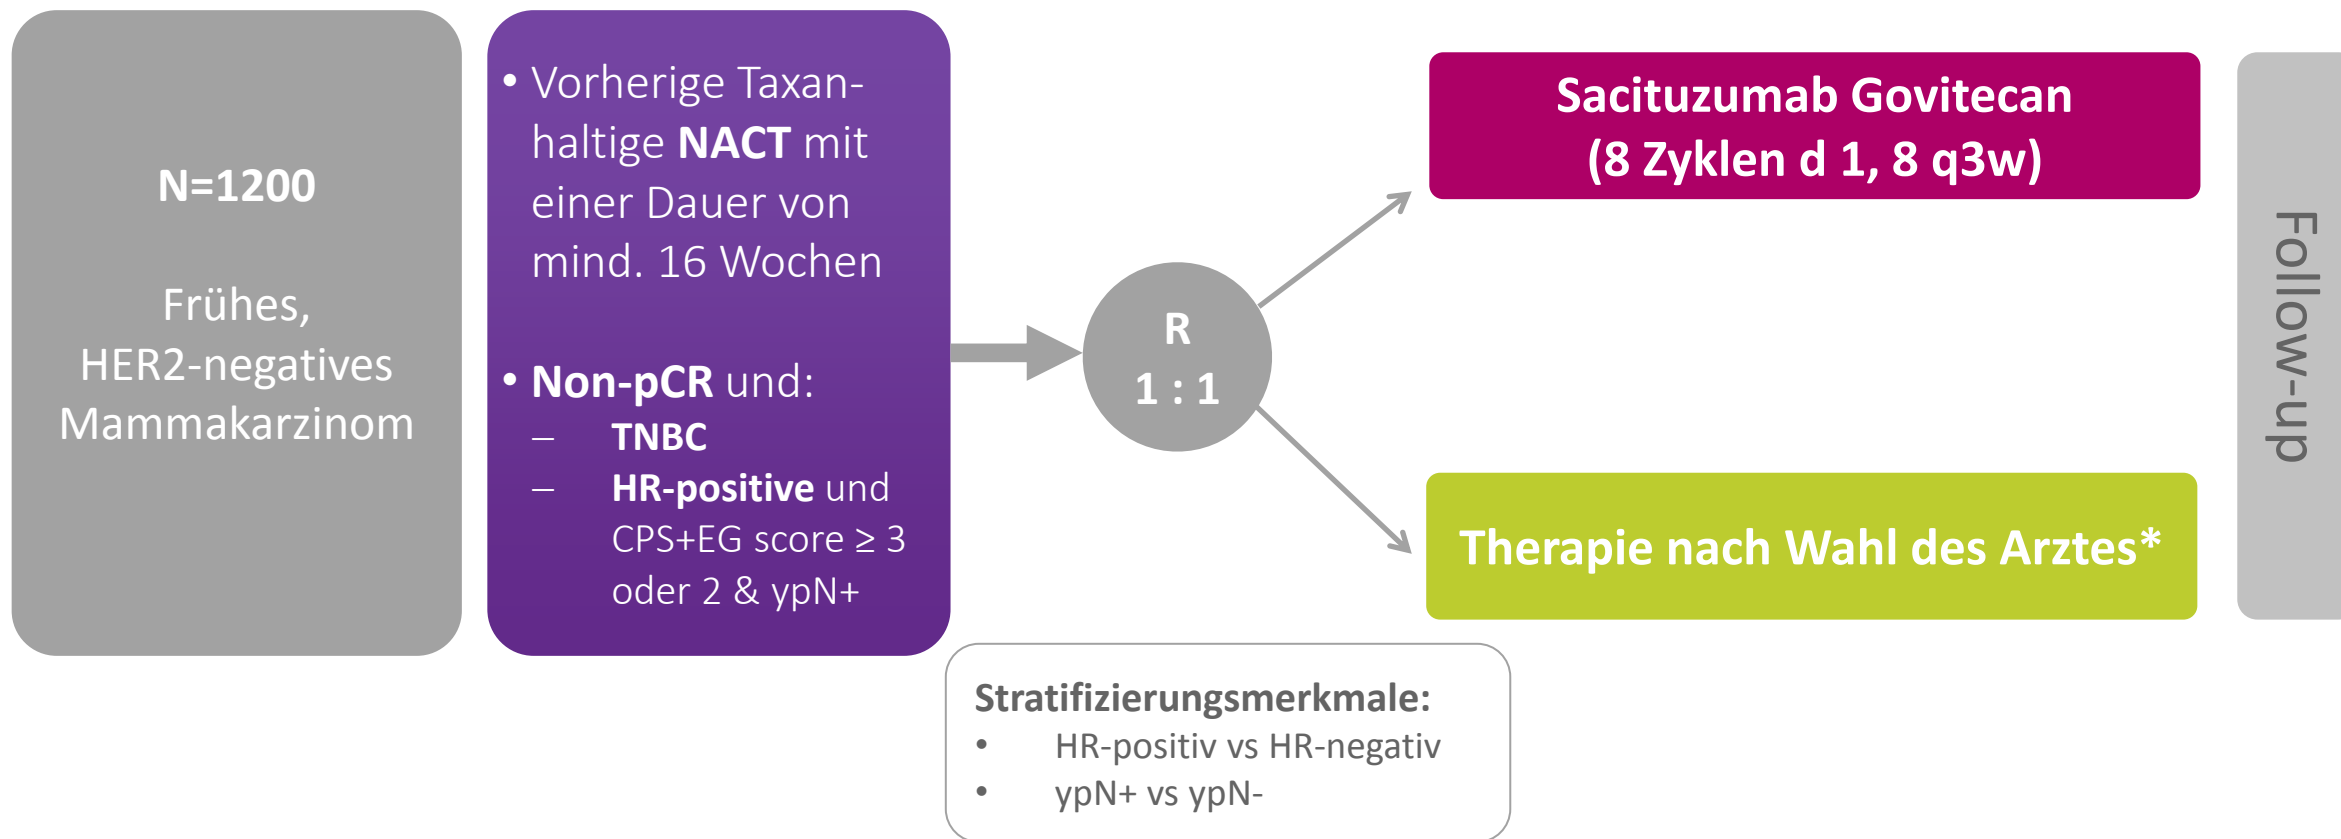 N=1200
Frühes,
HER2-negatives
Mammakarzinom
• Vorherige Taxan-
haltige NACT mit
einer Dauer von
mind. 16 Wochen
• Non-pCR und:
– TNBC
– HR-positive und
CPS+EG score ≥ 3
oder 2 & ypN+
R
1 : 1
Sacituzumab Govitecan
(8 Zyklen d 1, 8 q3w)
Therapie nach Wahl des Arztes*
Follow-up
Stratifizierungsmerkmale:
• HR-positiv vs HR-negativ
• ypN+ vs ypN-